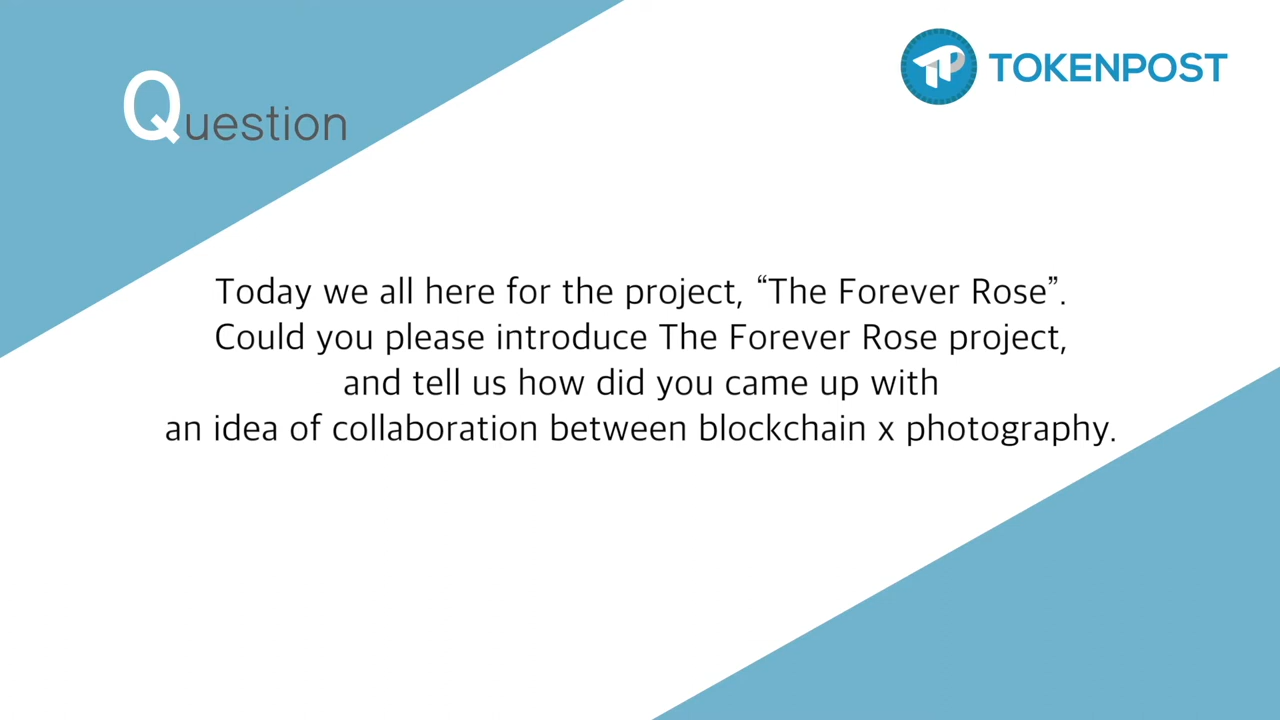 Question
TOKENPOST
Today we all here for the project, “The Forever Rose”.
Could you please introduce The Forever Rose project,
and tell us how did you came up with
an idea of collaboration between blockchain x photography.